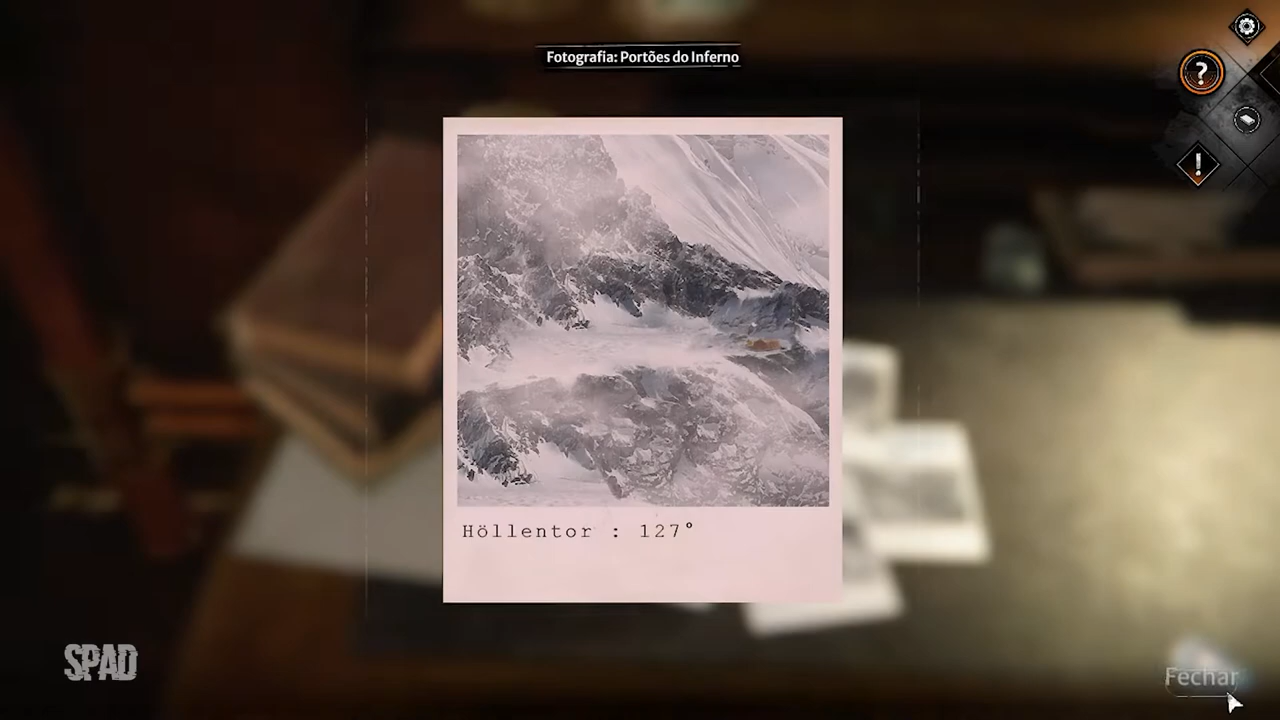 Fotografia: Portões do Inferno
?
!
Höllentor : 127°
SPAD
Fechar